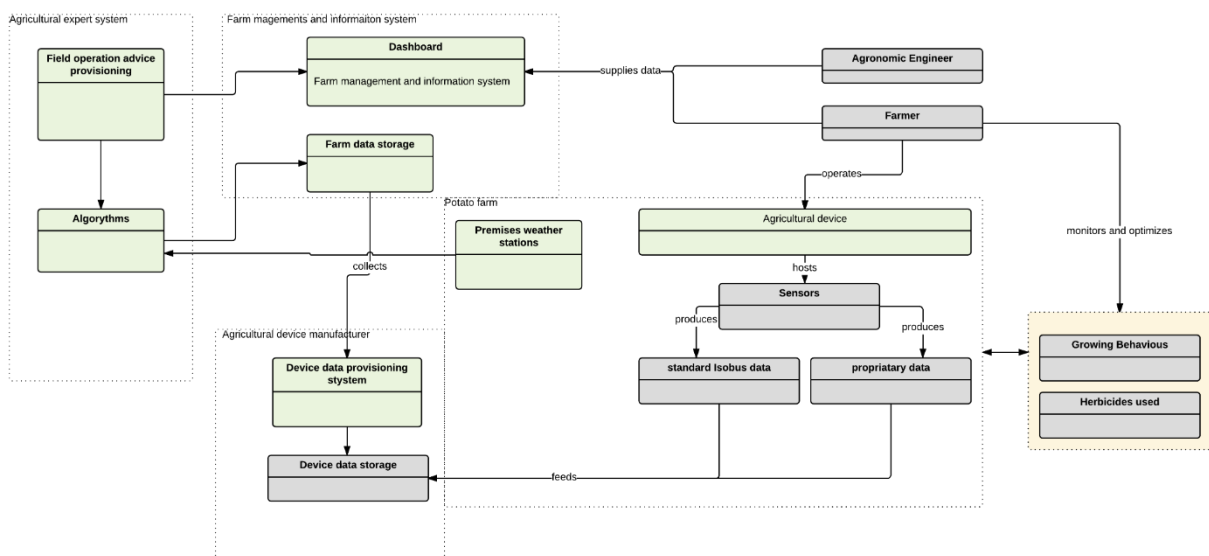 Agricultural expert system
Farm magements and informaiton system
Field operation advice
provisioning
Dashboard
Farm management and information system
supplies data
Agronomic Engineer
Farmer
Farm data storage
operates
Potato farm
Algorythms
Premises weather
stations
Agricultural device
monitors and optimizes
collects
hosts
Sensors
produces
produces
Agricultural device manufacturer
Device data provisioning
stystem
standard Isobus data
propriatary data
Growing Behavious
Herbicides used
Device data storage
feeds